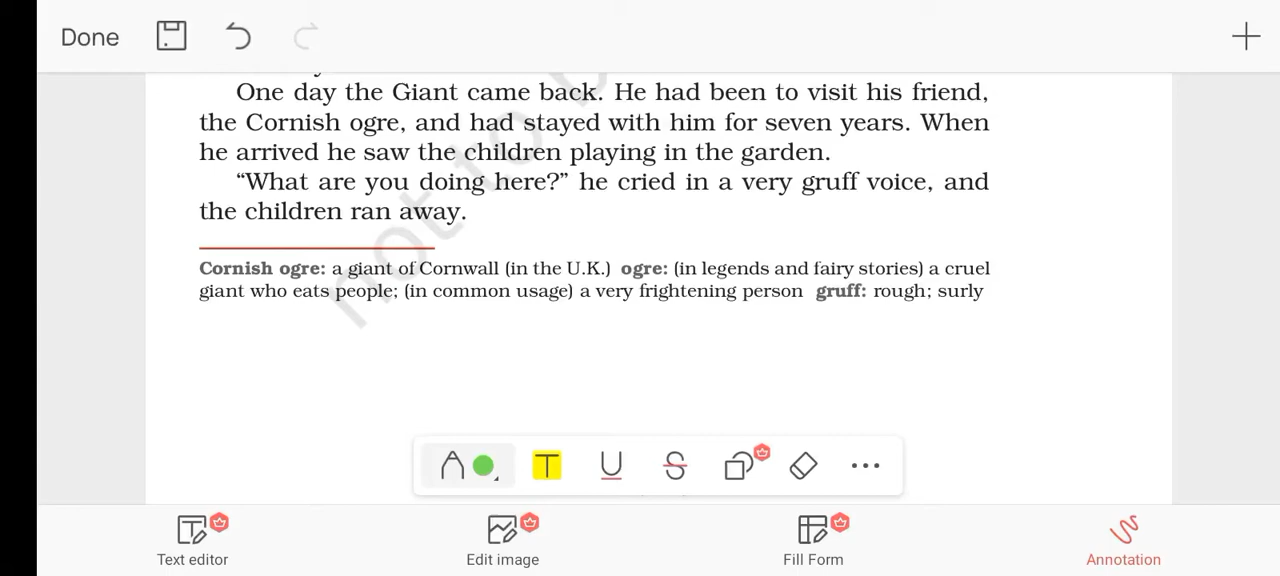 Done
One day the Giant came back. He had been to visit his friend,
the Cornish ogre, and had stayed with him for seven years. When
he arrived he saw the children playing in the garden.
“What are you doing here?” he cried in a very gruff voice, and
the children ran away.
Cornish ogre: a giant of Cornwall (in the U.K.) ogre: (in legends and fairy stories) a cruel
giant who eats people; (in common usage) a very frightening person gruff: rough; surly
not to b
T U S
Text editor Edit image Fill Form Annotation